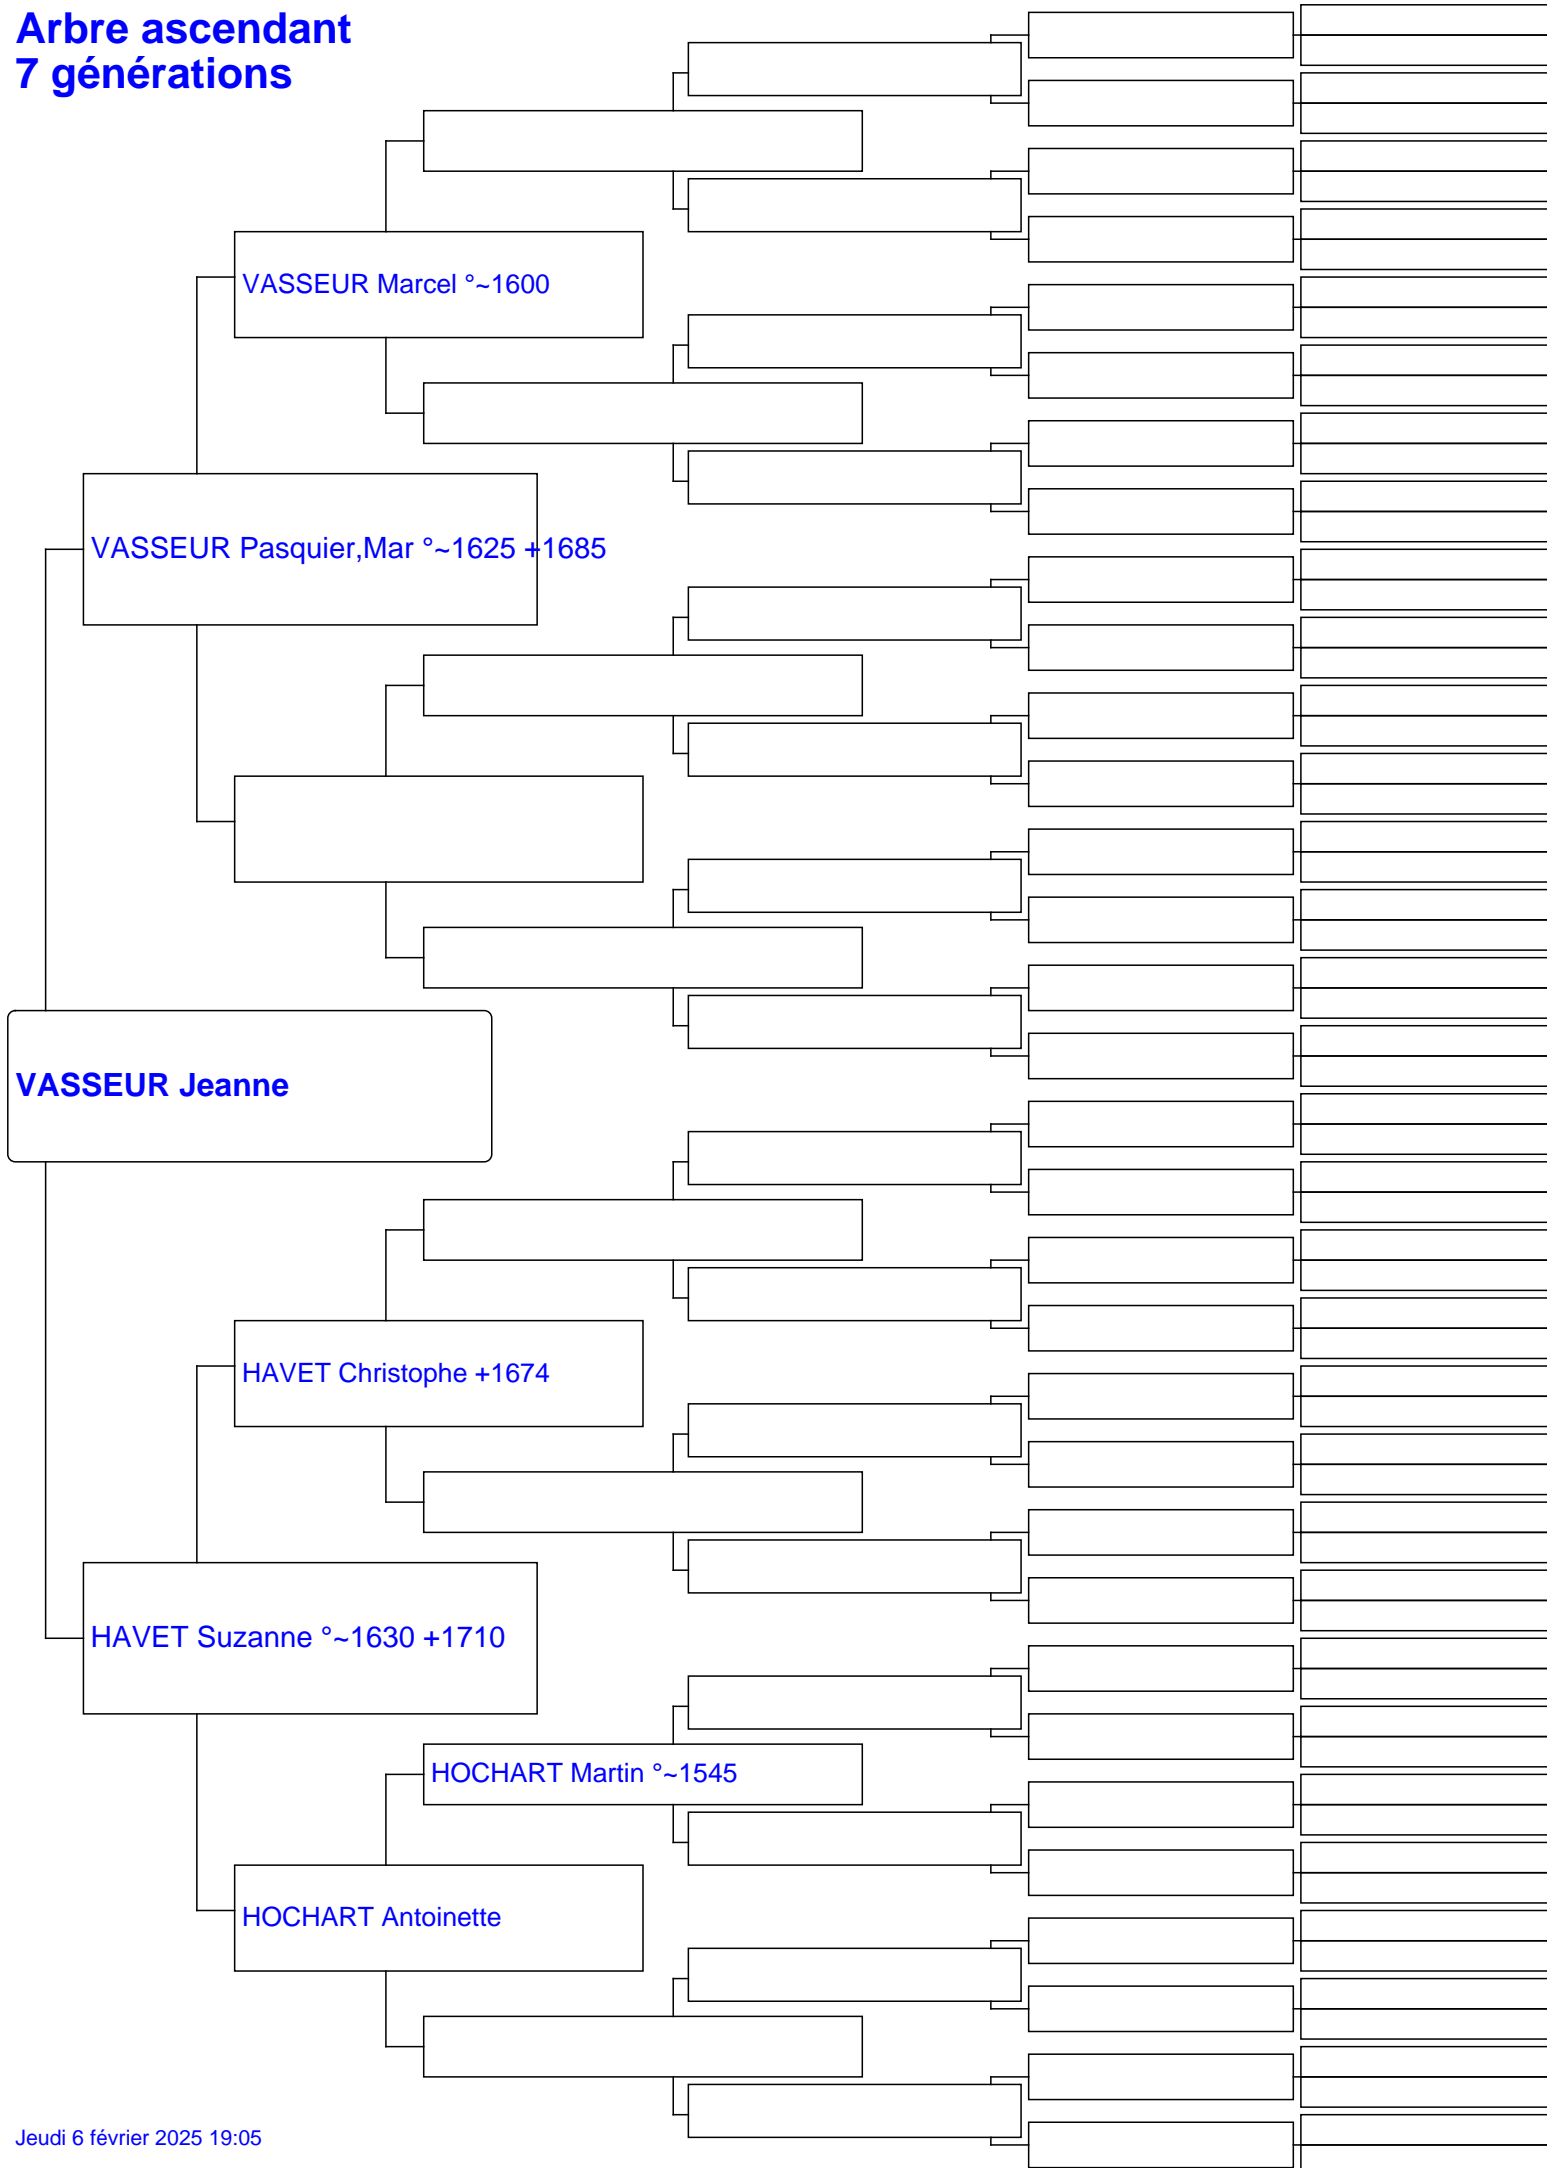 Arbre ascendant
7 générations
VASSEUR Marcel °~1600
VASSEUR Pasquier,Mar °~1625 +1685
VASSEUR Jeanne
HAVET Christophe +1674
HAVET Suzanne °~1630 +1710
HOCHART Martin °~1545
HOCHART Antoinette
Jeudi 6 février 2025 19:05